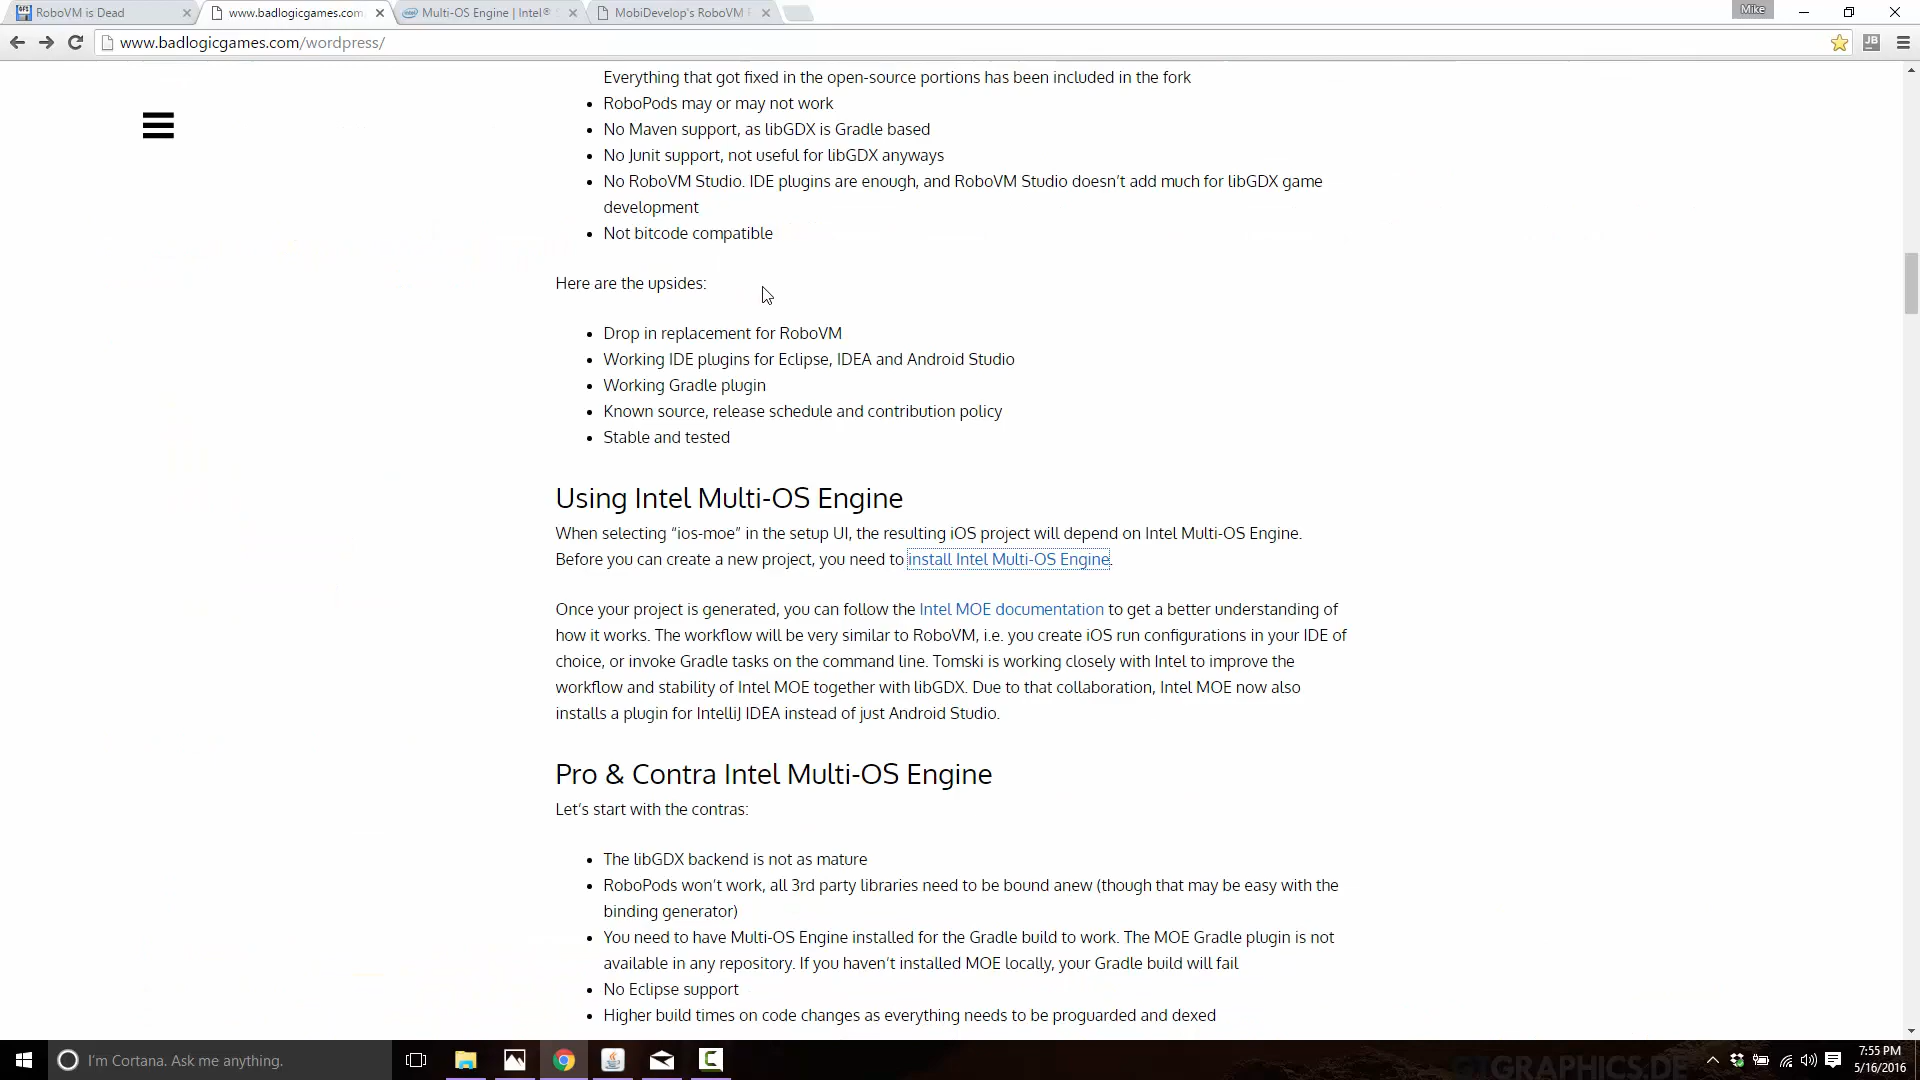 RoboVM is Dead
www.badlogicgames.com
Multi-OS Engine | Intel®
MobiDevelop's RoboVM F
Mike
www.badlogicgames.com/wordpress/
JB
Everything that got fixed in the open-source portions has been included in the fork
RoboPods may or may not work
No Maven support, as libGDX is Gradle based
No Junit support, not useful for libGDX anyways
No RoboVM Studio. IDE plugins are enough, and RoboVM Studio doesn't add much for libGDX game
development
Not bitcode compatible
Here are the upsides:
Drop in replacement for RoboVM
Working IDE plugins for Eclipse, IDEA and Android Studio
Working Gradle plugin
Known source, release schedule and contribution policy
Stable and tested
Using Intel Multi-OS Engine
When selecting “ios-moe” in the setup UI, the resulting iOS project will depend on Intel Multi-OS Engine.
Before you can create a new project, you need to install Intel Multi-OS Engine.
Once your project is generated, you can follow the Intel MOE documentation to get a better understanding of
how it works. The workflow will be very similar to RoboVM, i.e. you create iOS run configurations in your IDE of
choice, or invoke Gradle tasks on the command line. Tomski is working closely with Intel to improve the
workflow and stability of Intel MOE together with libGDX. Due to that collaboration, Intel MOE now also
installs a plugin for IntelliJ IDEA instead of just Android Studio.
Pro & Contra Intel Multi-OS Engine
Let's start with the contras:
The libGDX backend is not as mature
RoboPods won't work, all 3rd party libraries need to be bound anew (though that may be easy with the
binding generator)
You need to have Multi-OS Engine installed for the Gradle build to work. The MOE Gradle plugin is not
available in any repository. If you haven't installed MOE locally, your Gradle build will fail
No Eclipse support
Higher build times on code changes as everything needs to be proguarded and dexed
I'm Cortana. Ask me anything.
GTGRAPHICS.DE
7:55 PM
5/16/2016